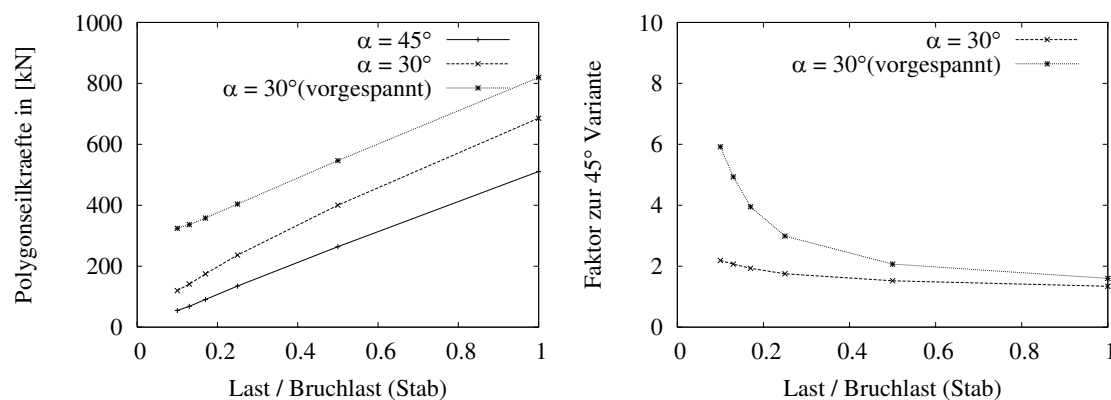 Polygonseilkraefte in [kN]
1000
800
600
400
200
0
0 0.2 0.4 0.6 0.8 1
Last / Bruchlast (Stab)
α = 45°
α = 30°
α = 30°(vorgespannt)
Faktor zur 45° Variante
10
8
6
4
2
0
0 0.2 0.4 0.6 0.8 1
Last / Bruchlast (Stab)
α = 30°
α = 30°(vorgespannt)